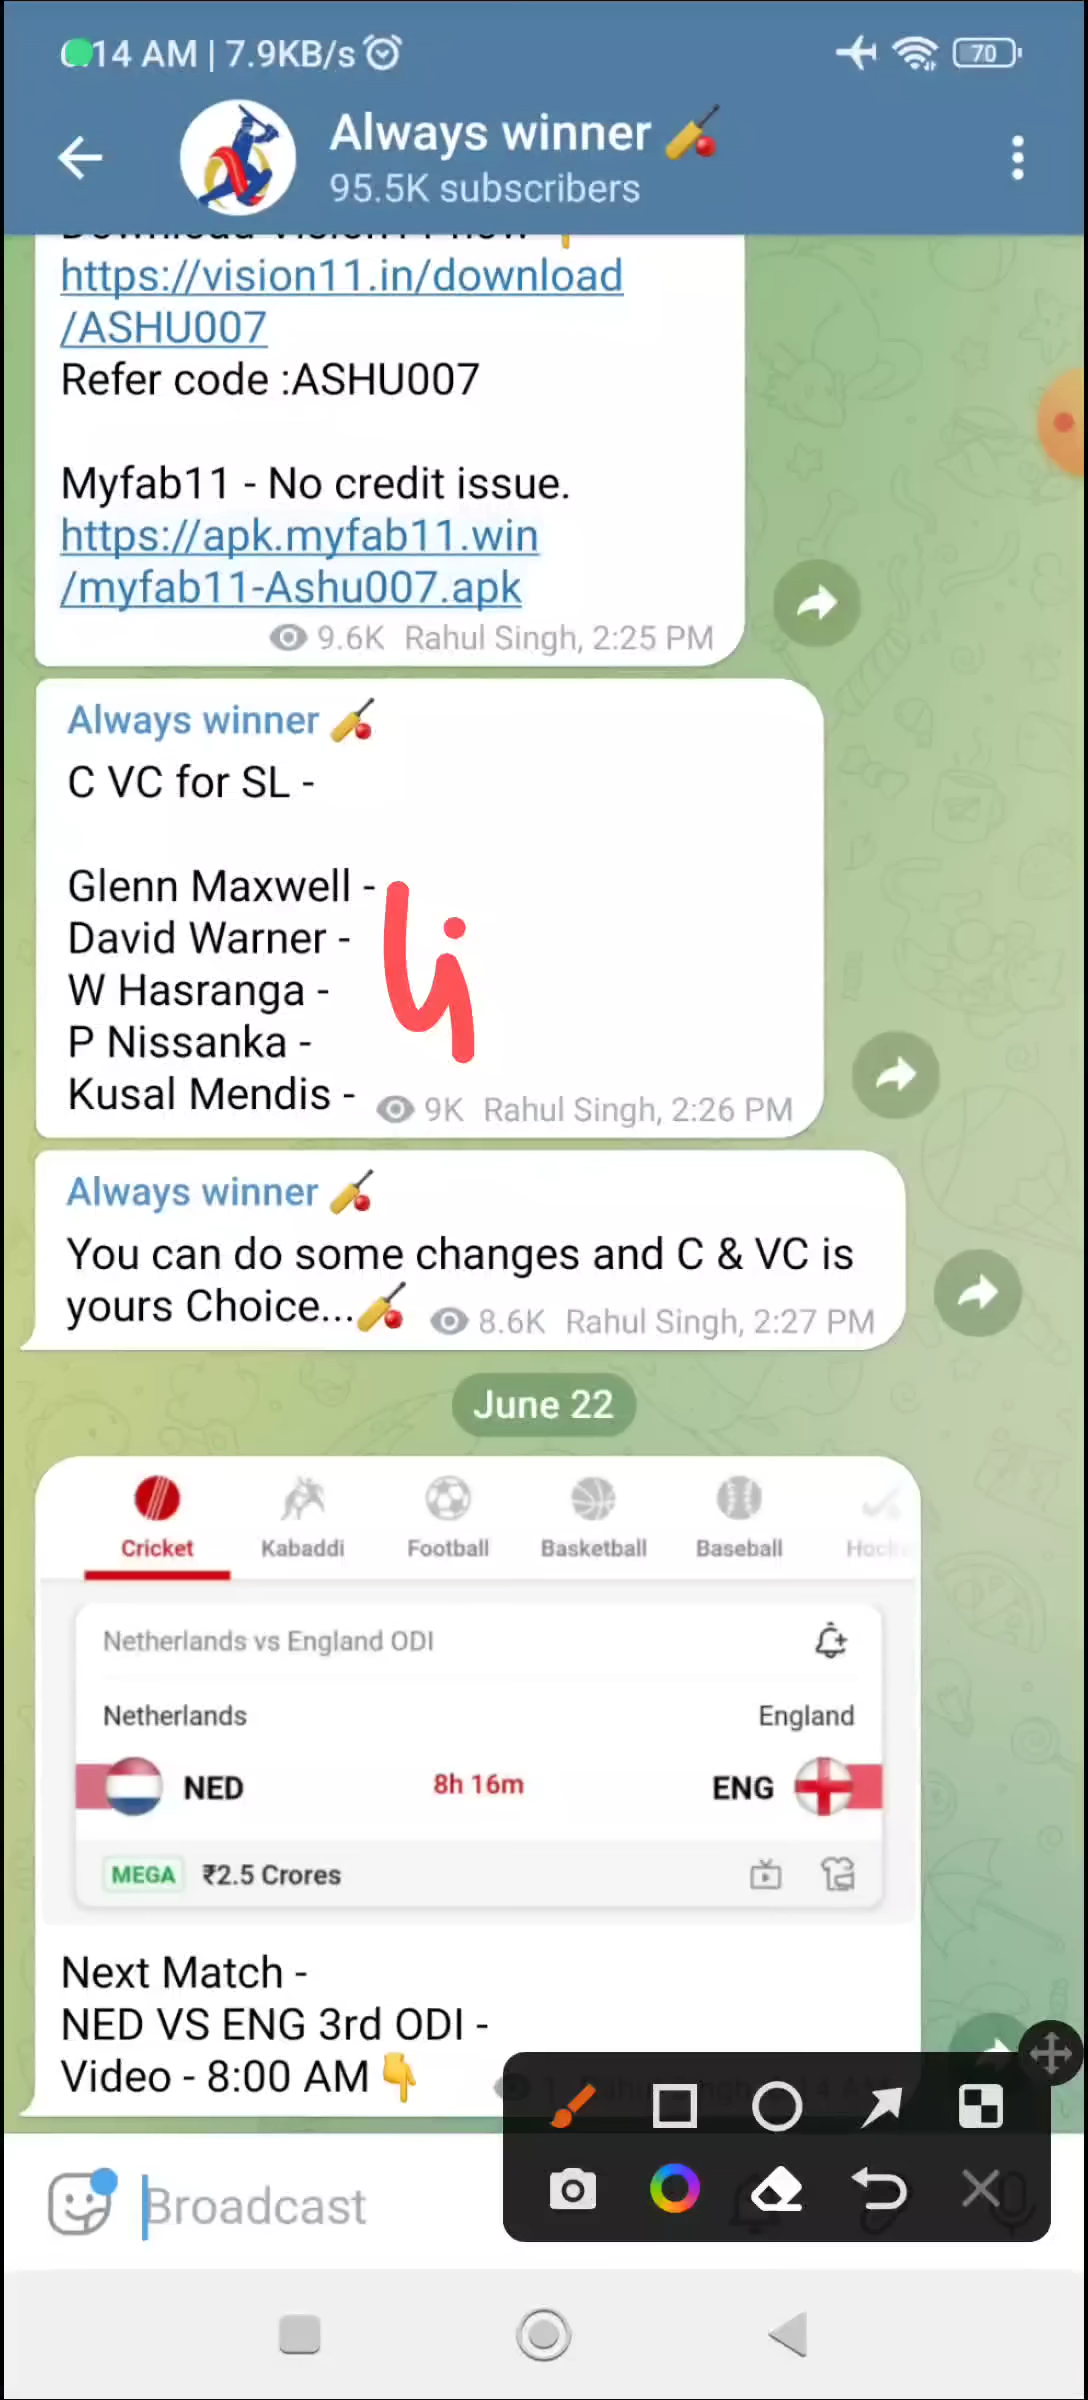 14 AM | 7.9KB/s
70
Always winner
95.5K subscribers
https://vision11.in/download
/ASHU007
Refer code :ASHU007
Myfab11 - No credit issue.
https://apk.myfab11.win
/myfab11-Ashu007.apk
9.6K Rahul Singh, 2:25 PM
Always winner
C VC for SL -
Glenn Maxwell -
David Warner -
W Hasranga -
P Nissanka -
Kusal Mendis -
9K Rahul Singh, 2:26 PM
Always winner
You can do some changes and C & VC is
yours Choice...
8.6K Rahul Singh, 2:27 PM
June 22
Cricket Kabaddi Football Basketball Baseball
Netherlands vs England ODI
Netherlands England
NED 8h 16m ENG
MEGA ₹2.5 Crores
Next Match -
NED VS ENG 3rd ODI -
Video - 8:00 AM
Broadcast